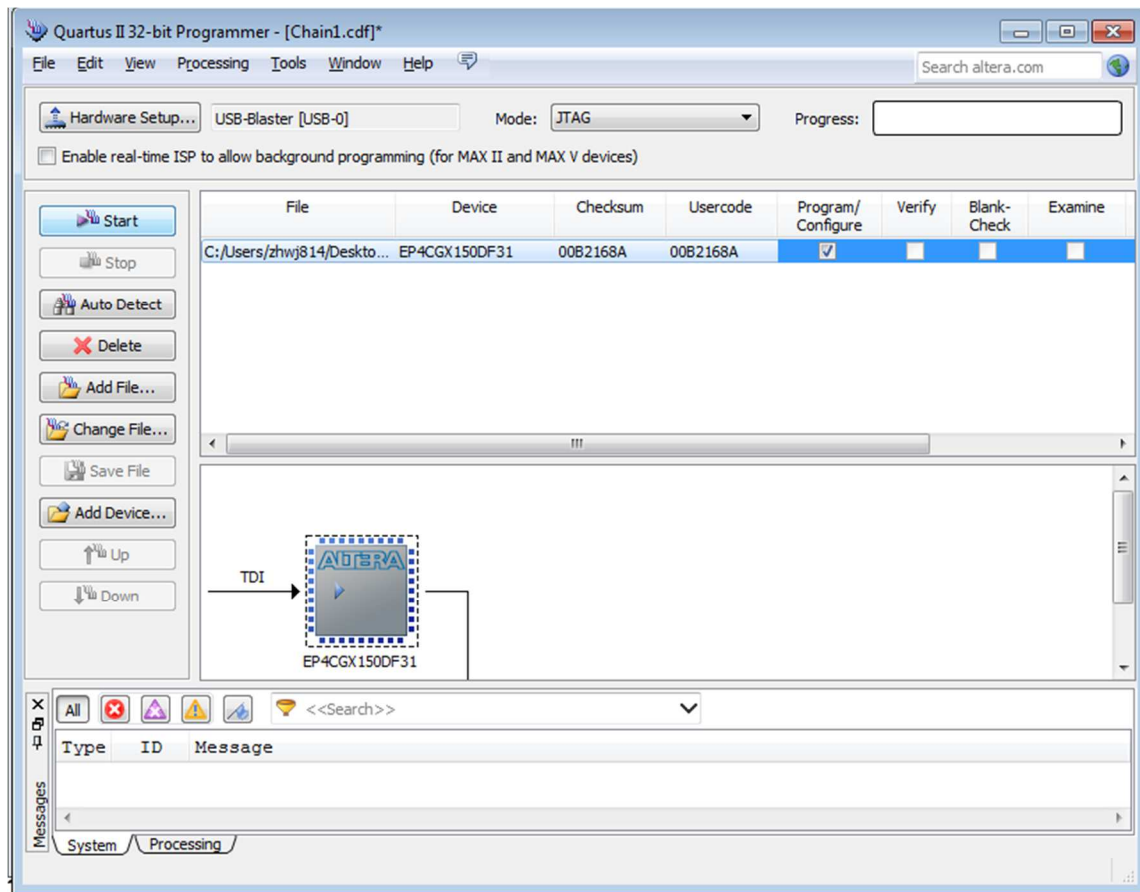 Quartus II 32-bit Programmer - [Chain1.cdf]*
File Edit View Processing Tools Window Help
Search altera.com
Hardware Setup... USB-Blaster [USB-0] Mode: JTAG Progress:
Enable real-time ISP to allow background programming (for MAX II and MAX V devices)
Start
Stop
Auto Detect
Delete
Add File...
Change File...
Save File
Add Device...
Up
Down
File Device Checksum Usercode Program/ Configure Verify Blank- Check Examine
C:/Users/zhwj814/Deskto... EP4CGX150DF31 00B2168A 00B2168A
TDI
ALTERA
EP4CGX150DF31
All <<Search>>
Type ID Message
Messages
System Processing